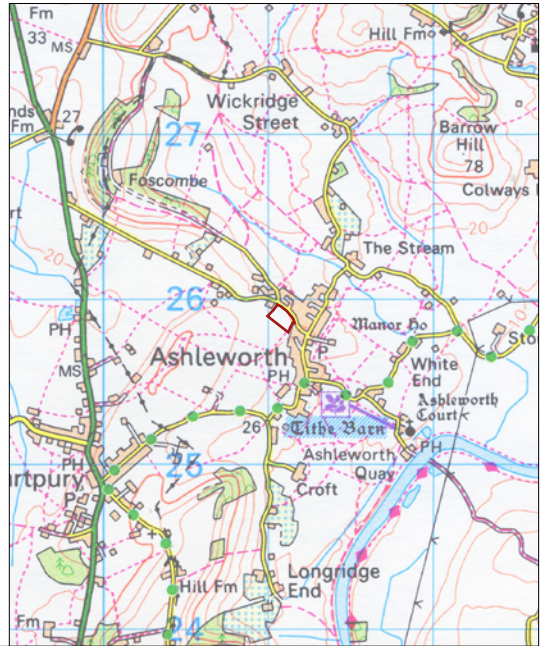 Fm
33
MS
Hill Fm
Wickridge
Street
nds
Fm
27
27
Barrow
Hill
78
Foscombe
Colways
rt
20
20
The Stream
26
Manor Ho
PH
Ashleworth
P
Sto
MS
PH
White
End
Ashleworth
Court
26
Tithe Barn
PH
Ashleworth
Quay
PH
25
rtpury
P
Croft
Hill Fm
Longridge
End
Fm
24